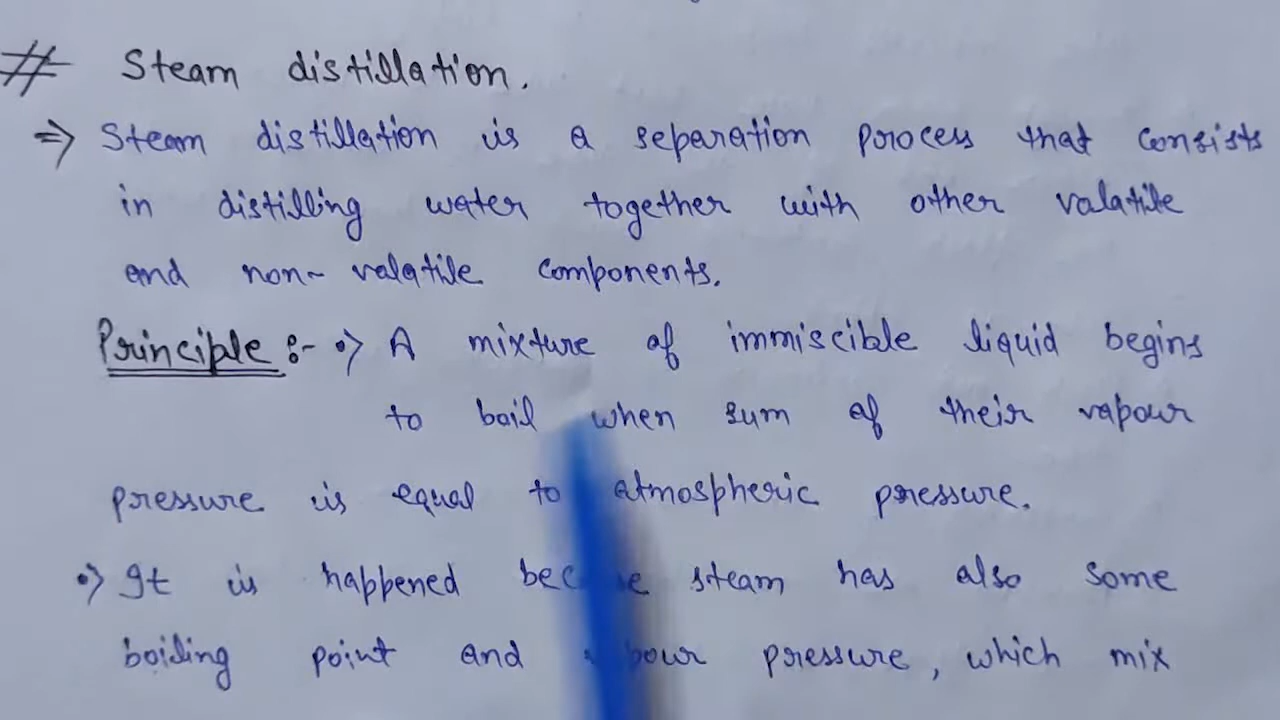 # Steam distillation.
⇒ Steam distillation is a separation process that consists
in distilling water together with other valatile
and non-valatile components.
Principle :- •) A mixture of immiscible liquid begins
to boil when sum of their vapour
pressure is equal to atmospheric pressure.
•) It is happened steam has also some
boiling point and pressure, which mix